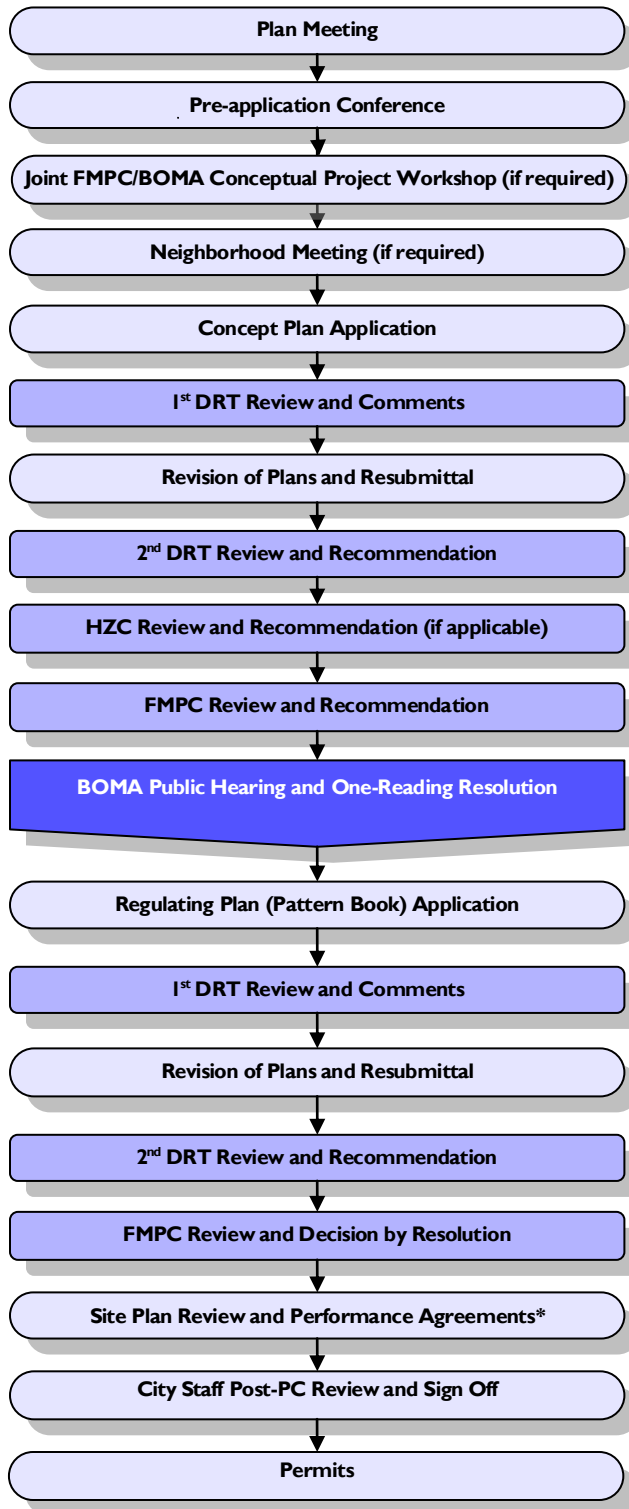 Plan Meeting
Pre-application Conference
Joint FMPC/BOMA Conceptual Project Workshop (if required)
Neighborhood Meeting (if required)
Concept Plan Application
1st DRT Review and Comments
Revision of Plans and Resubmittal
2nd DRT Review and Recommendation
HZC Review and Recommendation (if applicable)
FMPC Review and Recommendation
BOMA Public Hearing and One-Reading Resolution
Regulating Plan (Pattern Book) Application
1st DRT Review and Comments
Revision of Plans and Resubmittal
2nd DRT Review and Recommendation
FMPC Review and Decision by Resolution
Site Plan Review and Performance Agreements*
City Staff Post-PC Review and Sign Off
Permits